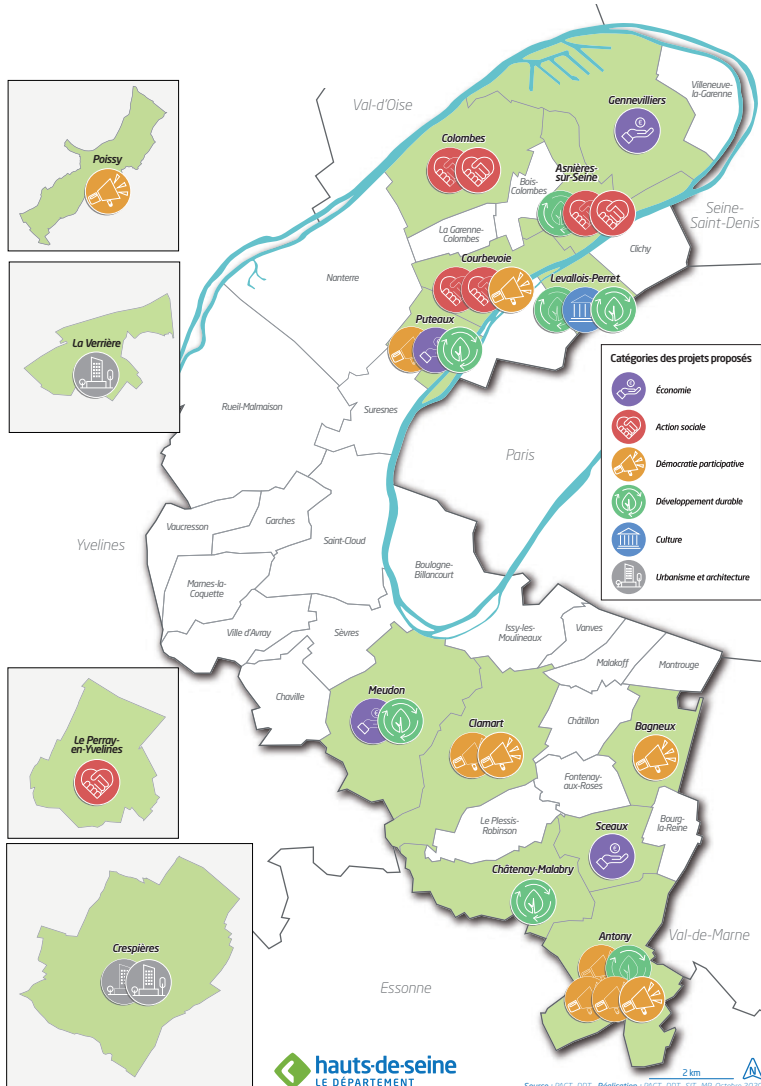 Val-d'Oise
Villeneuve-
la-Garenne
Gennevilliers
Colombes
Poissy
Asnières-
sur-Seine
Bois-
Colombes
Seine-
Saint-Denis
La Garenne-
Colombes
Clichy
Courbevoie
Nanterre
Levallois-Perret
Puteaux
La Verrière
Catégories des projets proposés
Économie
Action sociale
Démocratie participative
Développement durable
Culture
Urbanisme et architecture
Rueil-Malmaison
Suresnes
Paris
Yvelines
Vaucresson
Garches
Saint-Cloud
Marnes-la-
Coquette
Boulogne-
Billancourt
Ville d'Avray
Sèvres
Issy-les-
Moulineaux
Vanves
Malakoff
Montrouge
Chaville
Meudon
Clamart
Châtillon
Bagneux
Le Perray-
en-Yvelines
Fontenay-
aux-Roses
Le Plessis-
Robinson
Bourg-
la-Reine
Sceaux
Châtenay-Malabry
Antony
Val-de-Marne
Crespières
Essonne
hauts-de-seine
LE DÉPARTEMENT
2 km
N